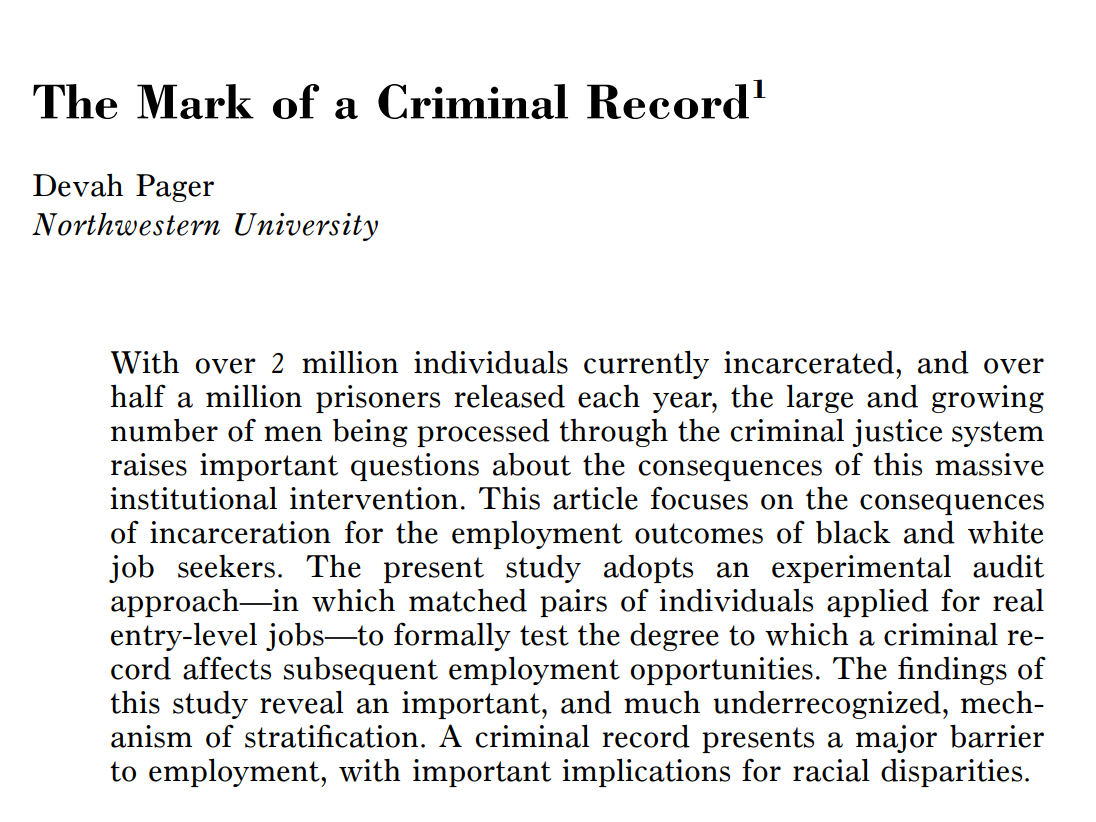 The Mark of a Criminal Record1
Devah Pager
Northwestern University
With over 2 million individuals currently incarcerated, and over
half a million prisoners released each year, the large and growing
number of men being processed through the criminal justice system
raises important questions about the consequences of this massive
institutional intervention. This article focuses on the consequences
of incarceration for the employment outcomes of black and white
job seekers. The present study adopts an experimental audit
approach—in which matched pairs of individuals applied for real
entry-level jobs—to formally test the degree to which a criminal re-
cord affects subsequent employment opportunities. The findings of
this study reveal an important, and much underrecognized, mech-
anism of stratification. A criminal record presents a major barrier
to employment, with important implications for racial disparities.